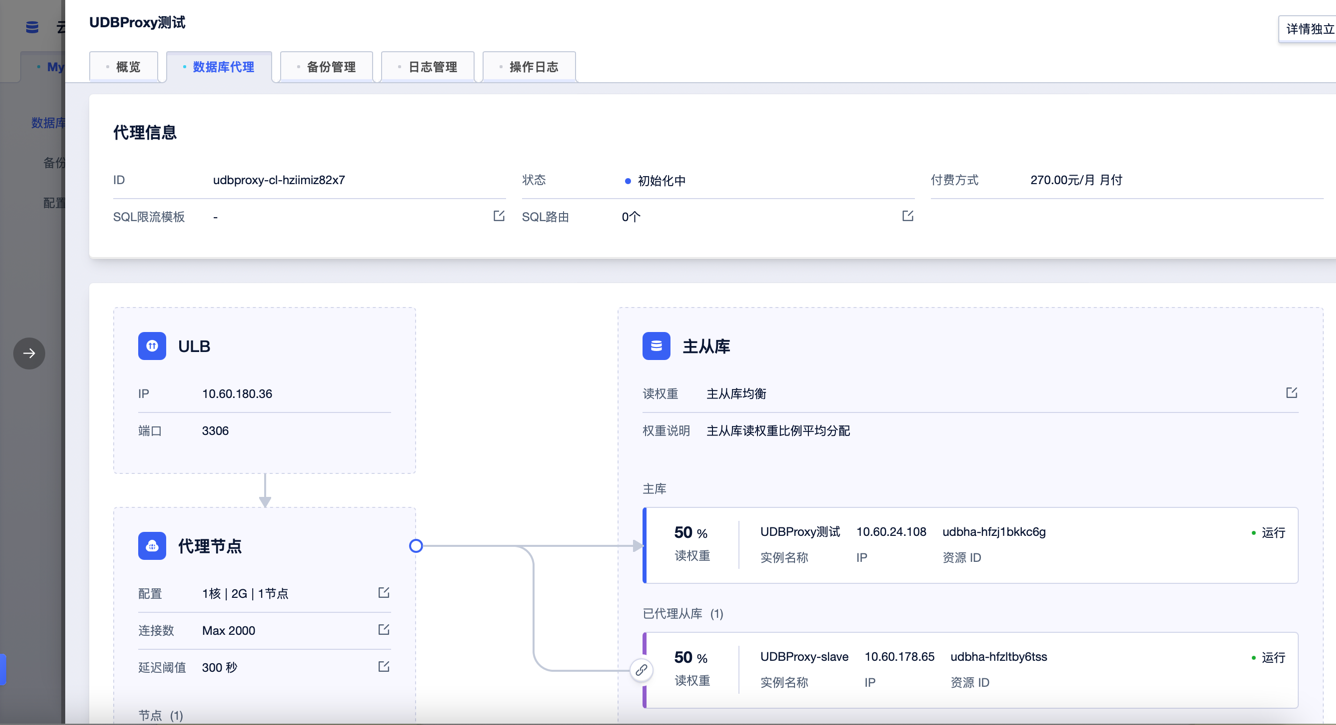 UDBProxy测试
详情独立
My
概览
数据库代理
备份管理
日志管理
操作日志
数据库
备份
配置
代理信息
ID
udbproxy-cl-hziimiz82x7
状态
初始化中
付费方式
270.00元/月 月付
SQL限流模板
-
SQL路由
0个
ULB
IP
10.60.180.36
端口
3306
代理节点
配置
1核 | 2G | 1节点
连接数
Max 2000
延迟阈值
300 秒
节点 (1)
主从库
读权重
主从库均衡
权重说明
主从库读权重比例平均分配
主库
50 %
读权重
UDBProxy测试
10.60.24.108
udbha-hfzj1bkkc6g
运行
实例名称
IP
资源 ID
已代理从库 (1)
50 %
读权重
UDBProxy-slave
10.60.178.65
udbha-hfzltby6tss
运行
实例名称
IP
资源 ID